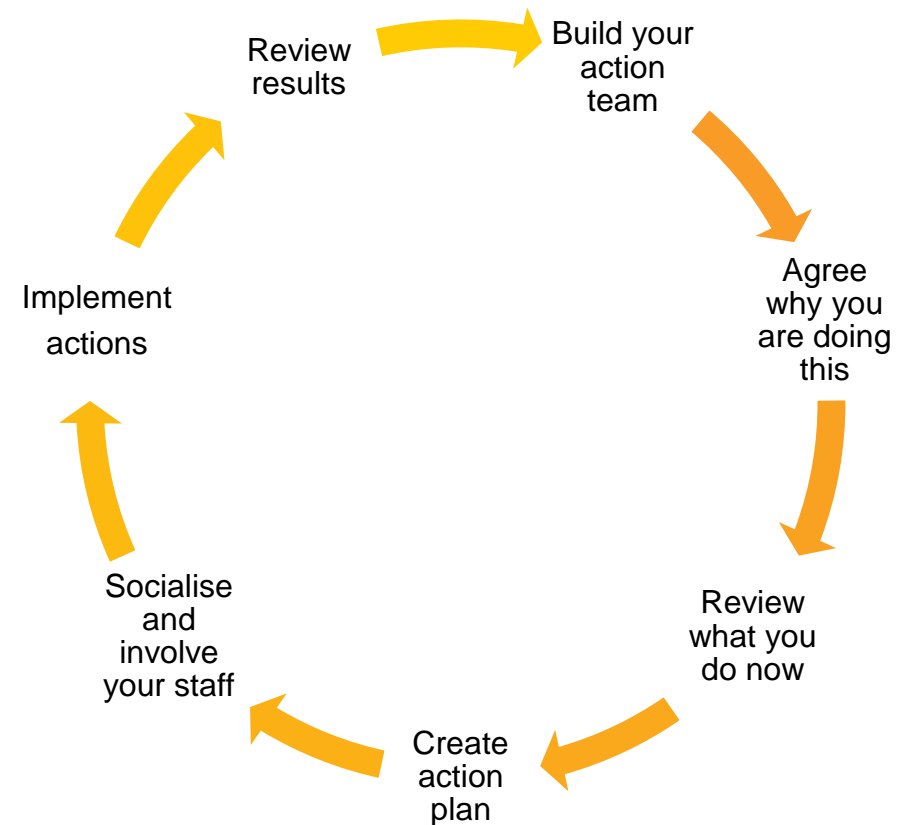 Build your
action
team
Agree
why you
are doing
this
Review
what you
do now
Create
action
plan
Socialise
and
involve
your staff
Implement
actions
Review
results